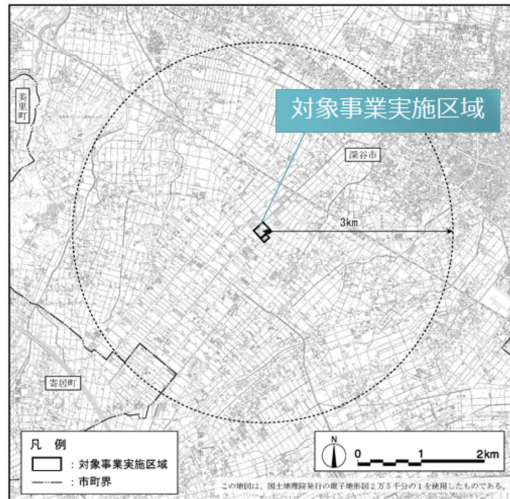 美里町
対象事業実施区域
深谷市
3km
寄居町
凡 例
：対象事業実施区域
：市町界
N
0 1 2km
この地図は、国土地理院発行の電子地形図2万5千分の1を使用したものである。